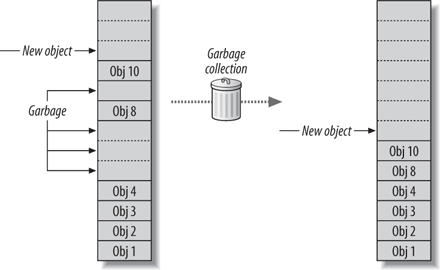 New object
Obj 10
Garbage
Obj 8
Obj 4
Obj 3
Obj 2
Obj 1
Garbage
collection
New object
Obj 10
Obj 8
Obj 4
Obj 3
Obj 2
Obj 1